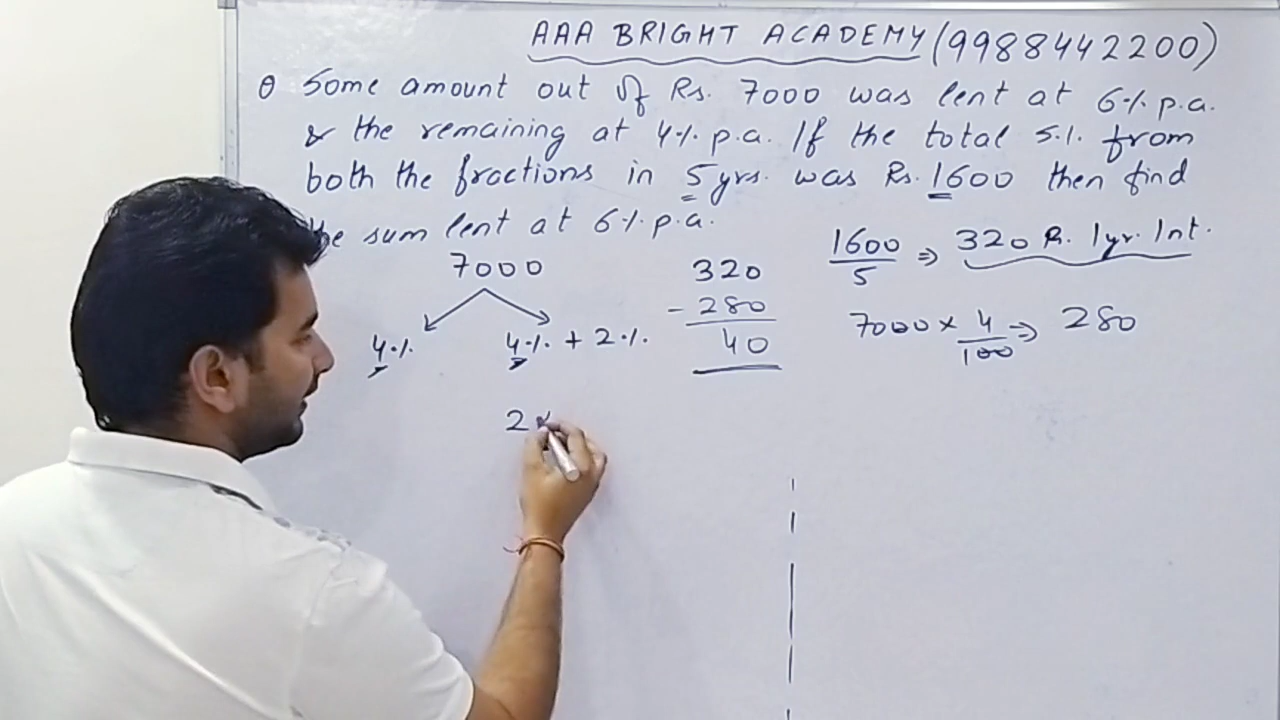 AAA BRIGHT ACADEMY (9988442200)
Q Some amount out of Rs. 7000 was lent at 6% p.a.
& the remaining at 4% p.a. If the total S.I. from
both the fractions in 5 yrs. was Rs. 1600 then find
the sum lent at 6% p.a.
1600
5
⇒ 320 R. 1yr. Int.
7000
4% 4% + 2%
320
- 280
40
7000 × 4
100
⇒ 280
2